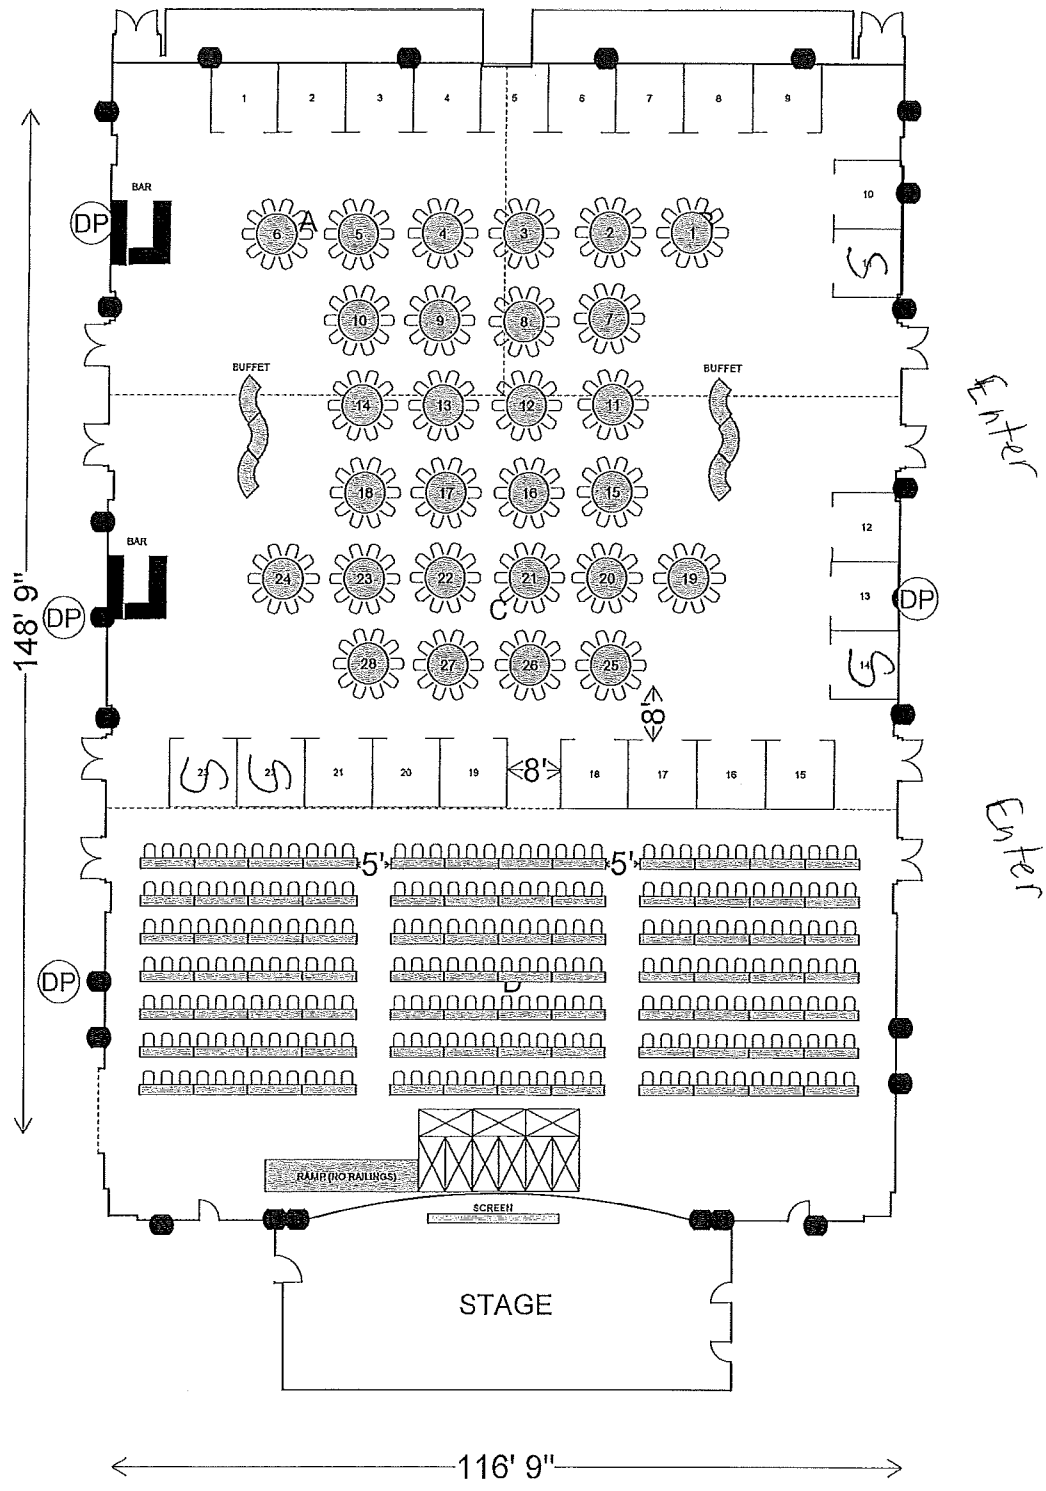 1 2 3 4 5 6 7 8 9
BAR
10
DP
A
6 5 4 3 2 1
S
10 9 8 7
BUFFET BUFFET
Enter
14 13 12 11
18 17 16 15
12
BAR
24 23 22 21 20 19
13
DP
DP
C
148' 9"
28 27 26 25
14
S
8'
S S 21 20 19 8' 18 17 16 15
Enter
5' 5'
DP
D
RAMP (NO RAILINGS)
SCREEN
STAGE
116' 9"